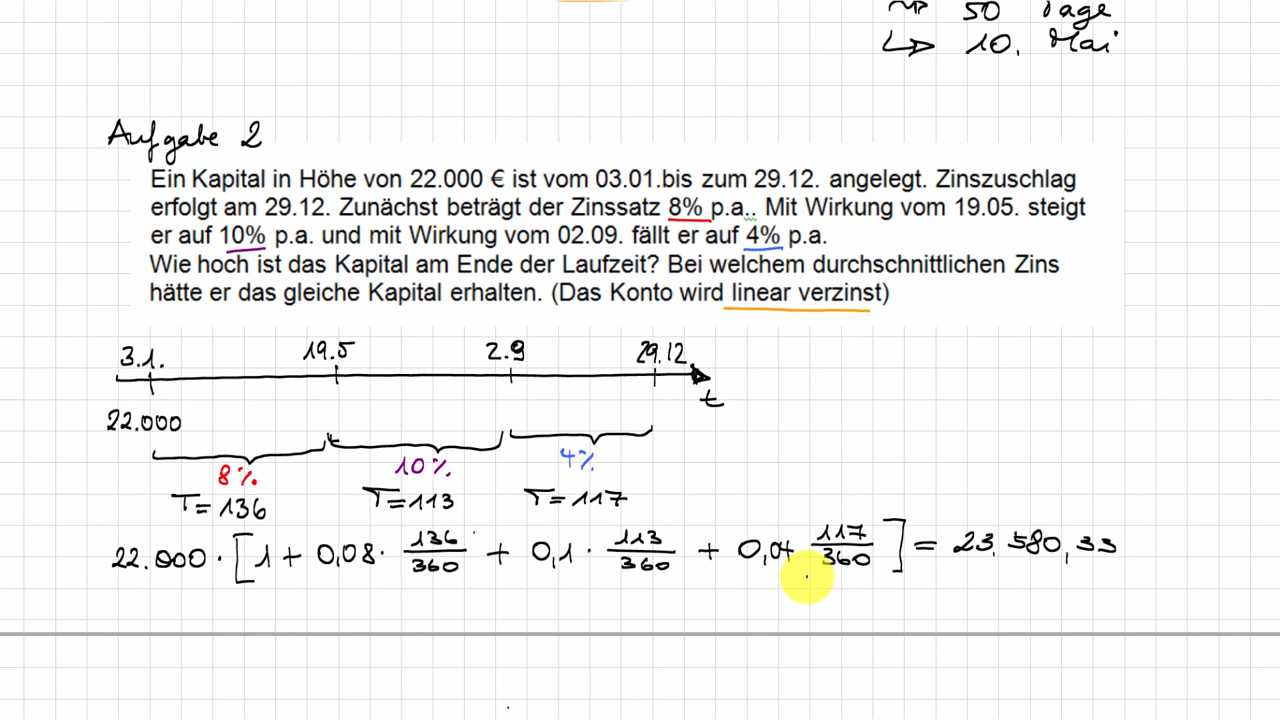 50 Tage
↳ 10. Mai
Aufgabe 2
Ein Kapital in Höhe von 22.000 € ist vom 03.01.bis zum 29.12. angelegt. Zinszuschlag
erfolgt am 29.12. Zunächst beträgt der Zinssatz 8% p.a.. Mit Wirkung vom 19.05. steigt
er auf 10% p.a. und mit Wirkung vom 02.09. fällt er auf 4% p.a.
Wie hoch ist das Kapital am Ende der Laufzeit? Bei welchem durchschnittlichen Zins
hätte er das gleiche Kapital erhalten. (Das Konto wird linear verzinst)
3.1. 19.5 2.9 29.12
t
22.000
8% 10% 4%
T=136 T=113 T=117
22.000 · [1 + 0,08 · 136/360 + 0,1 · 113/360 + 0,04 117/360] = 23.580,33